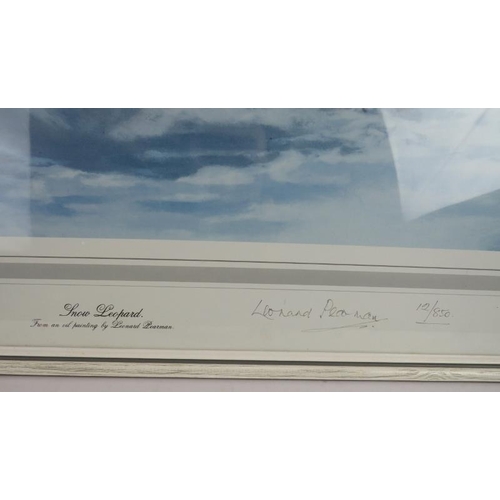 Snow Leopard.
From an oil painting by Leonard Pearman.
Leonard Pearman
12/850